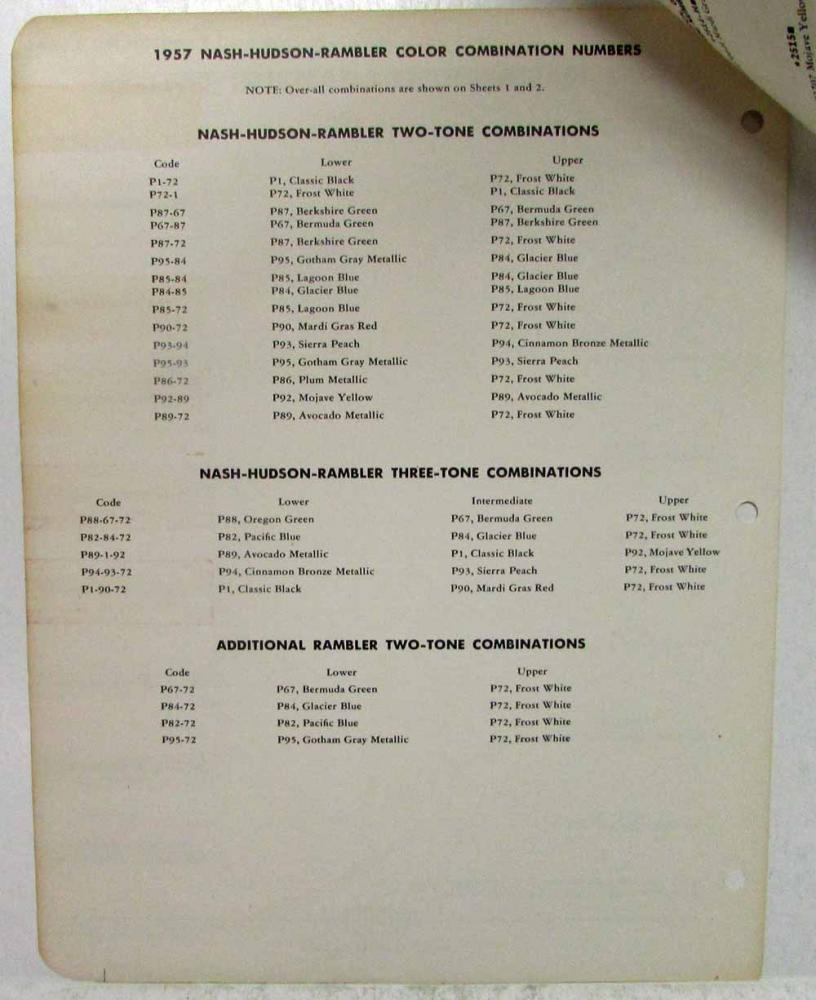 1957 NASH-HUDSON-RAMBLER COLOR COMBINATION NUMBERS
NOTE: Over-all combinations are shown on Sheets 1 and 2.
NASH-HUDSON-RAMBLER TWO-TONE COMBINATIONS
Code Lower Upper
P1-72 P1, Classic Black P72, Frost White
P72-1 P72, Frost White P1, Classic Black
P87-67 P87, Berkshire Green P67, Bermuda Green
P67-87 P67, Bermuda Green P87, Berkshire Green
P87-72 P87, Berkshire Green P72, Frost White
P95-84 P95, Gotham Gray Metallic P84, Glacier Blue
P85-84 P85, Lagoon Blue P84, Glacier Blue
P84-85 P84, Glacier Blue P85, Lagoon Blue
P85-72 P85, Lagoon Blue P72, Frost White
P90-72 P90, Mardi Gras Red P72, Frost White
P93-94 P93, Sierra Peach P94, Cinnamon Bronze Metallic
P95-93 P95, Gotham Gray Metallic P93, Sierra Peach
P86-72 P86, Plum Metallic P72, Frost White
P92-89 P92, Mojave Yellow P89, Avocado Metallic
P89-72 P89, Avocado Metallic P72, Frost White
NASH-HUDSON-RAMBLER THREE-TONE COMBINATIONS
Code Lower Intermediate Upper
P88-67-72 P88, Oregon Green P67, Bermuda Green P72, Frost White
P82-84-72 P82, Pacific Blue P84, Glacier Blue P72, Frost White
P89-1-92 P89, Avocado Metallic P1, Classic Black P92, Mojave Yellow
P94-93-72 P94, Cinnamon Bronze Metallic P93, Sierra Peach P72, Frost White
P1-90-72 P1, Classic Black P90, Mardi Gras Red P72, Frost White
ADDITIONAL RAMBLER TWO-TONE COMBINATIONS
Code Lower Upper
P67-72 P67, Bermuda Green P72, Frost White
P84-72 P84, Glacier Blue P72, Frost White
P82-72 P82, Pacific Blue P72, Frost White
P95-72 P95, Gotham Gray Metallic P72, Frost White
Mojave Yello